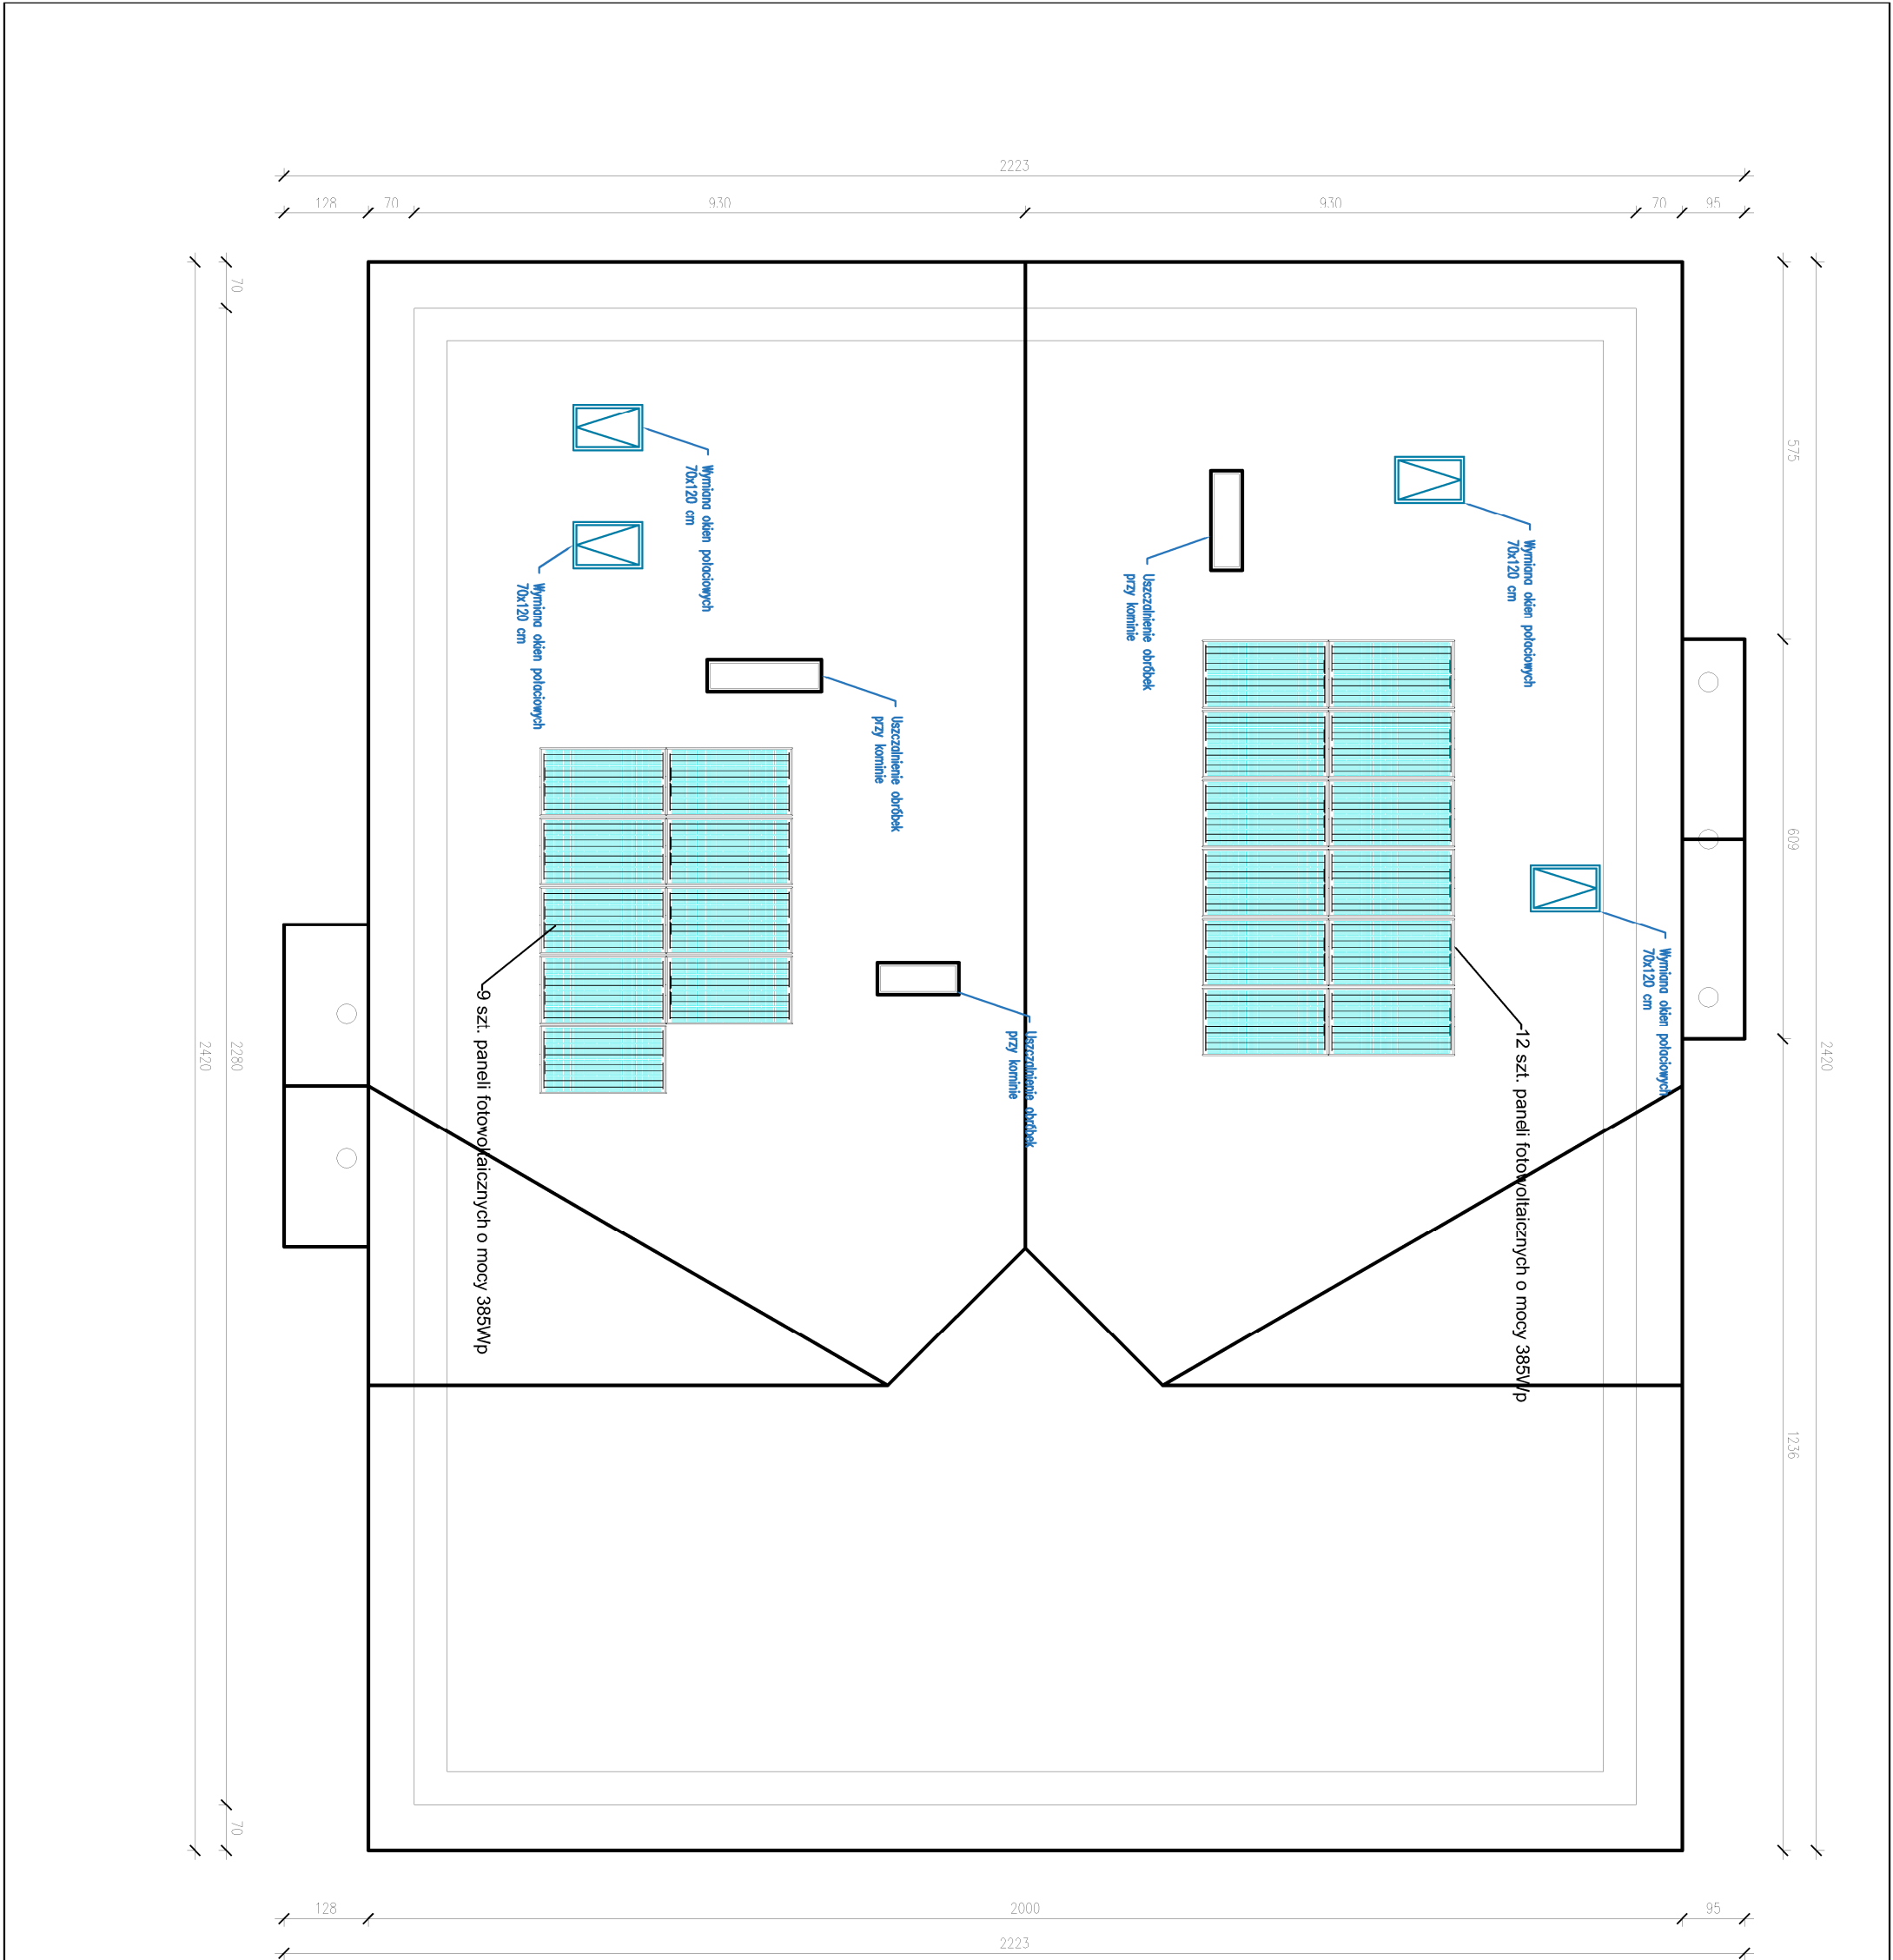 2223
128
70
930
930
70
95
70
2280
2420
70
575
609
1236
2420
Wymiana okien połaciowych
70x120 cm
Wymiana okien połaciowych
70x120 cm
Uszczalnienie obróbek
przy kominie
Uszczalnienie obróbek
przy kominie
Uszczalnienie obróbek
przy kominie
Wymiana okien połaciowych
70x120 cm
Wymiana okien połaciowych
70x120 cm
9 szt. paneli fotowoltaicznych o mocy 385Wp
12 szt. paneli fotowoltaicznych o mocy 385Wp
128
2000
95
2223